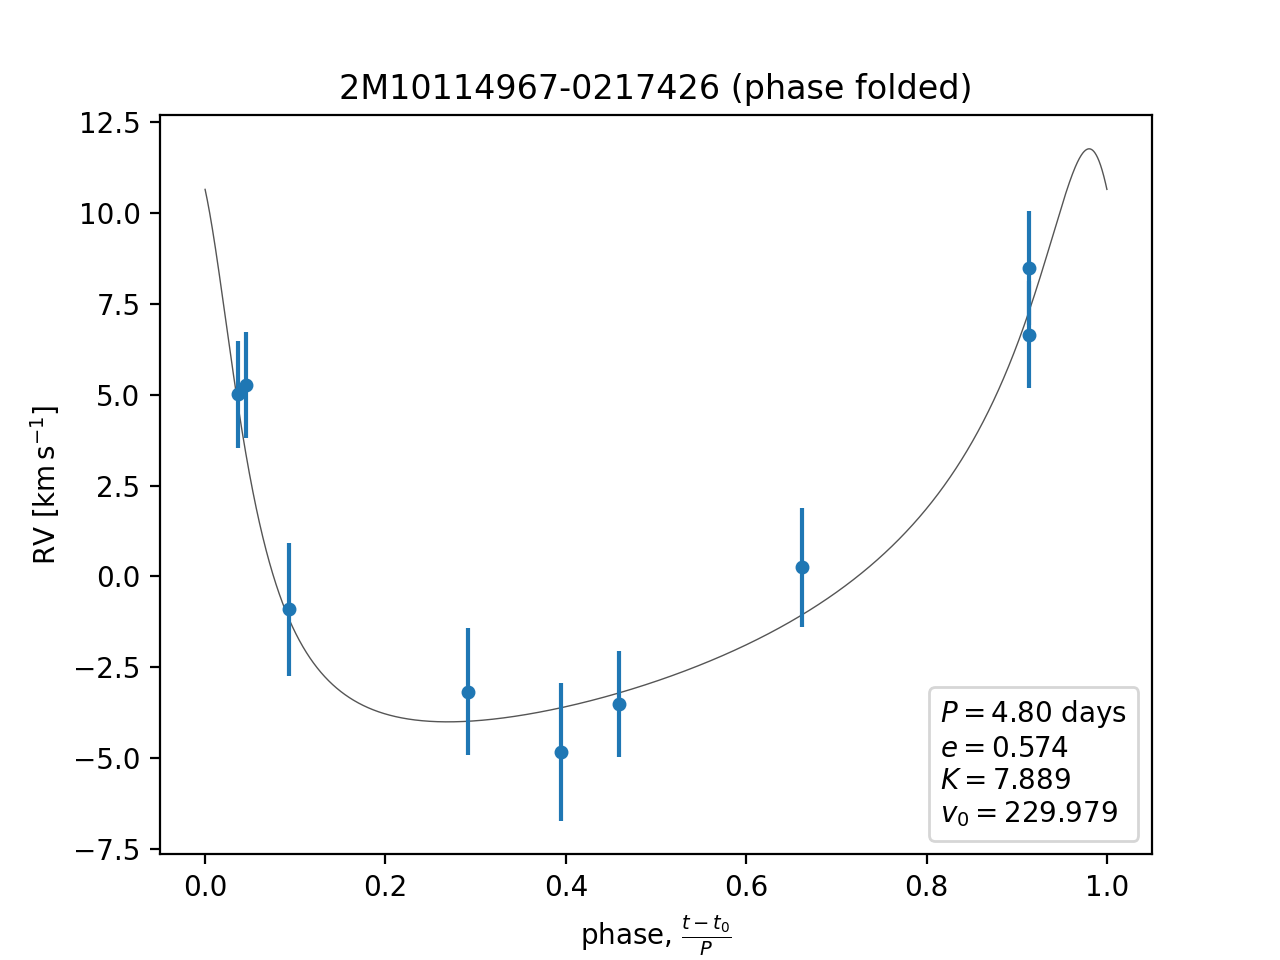 2M10114967-0217426 (phase folded)
12.5
10.0
7.5
5.0
2.5
0.0
−2.5
−5.0
−7.5
RV [km s⁻¹]
P = 4.80 days
e = 0.574
K = 7.889
v₀ = 229.979
0.0 0.2 0.4 0.6 0.8 1.0
phase, (t − t₀)/P